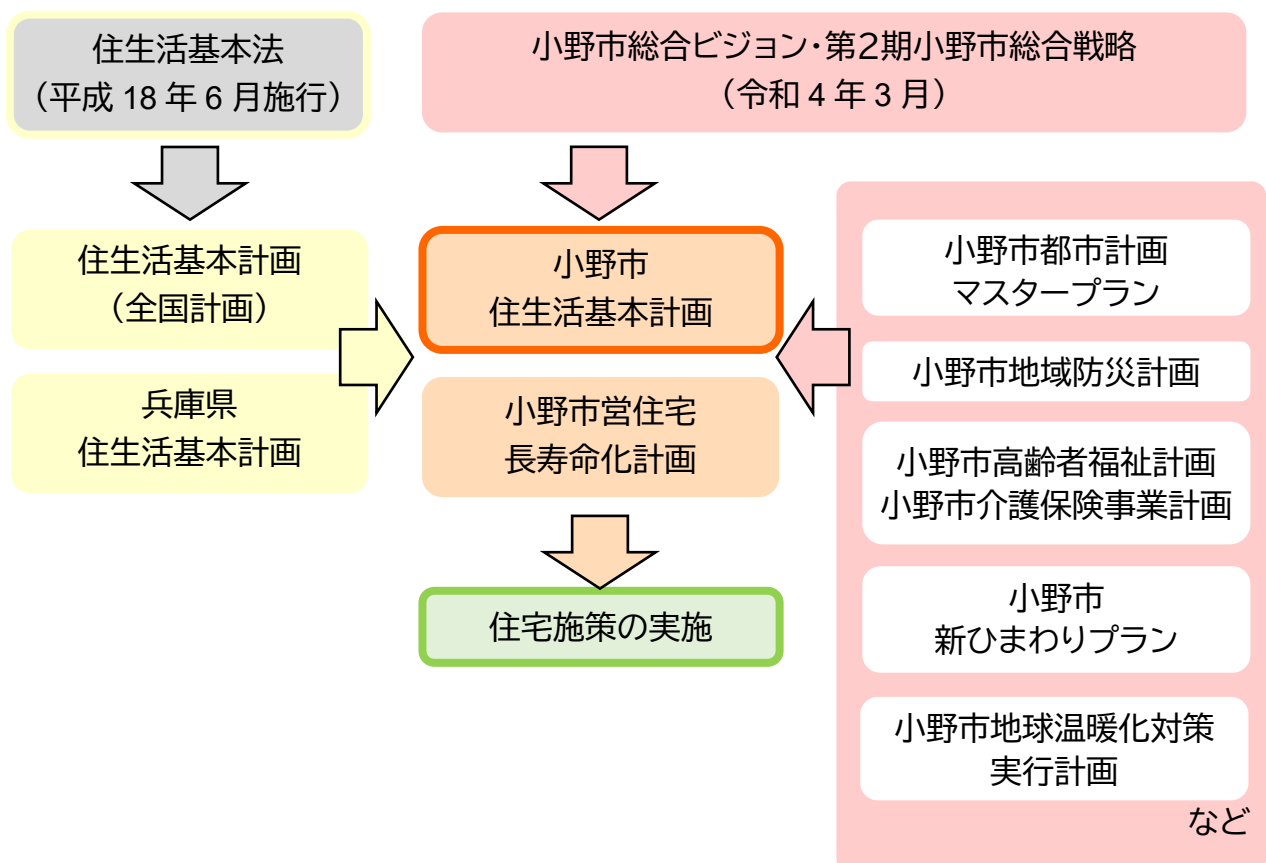 住生活基本法
（平成 18 年 6 月施行）
小野市総合ビジョン・第2期小野市総合戦略
（令和 4 年 3 月）
住生活基本計画
（全国計画）
兵庫県
住生活基本計画
小野市
住生活基本計画
小野市営住宅
長寿命化計画
住宅施策の実施
小野市都市計画
マスタープラン
小野市地域防災計画
小野市高齢者福祉計画
小野市介護保険事業計画
小野市
新ひまわりプラン
小野市地球温暖化対策
実行計画
など